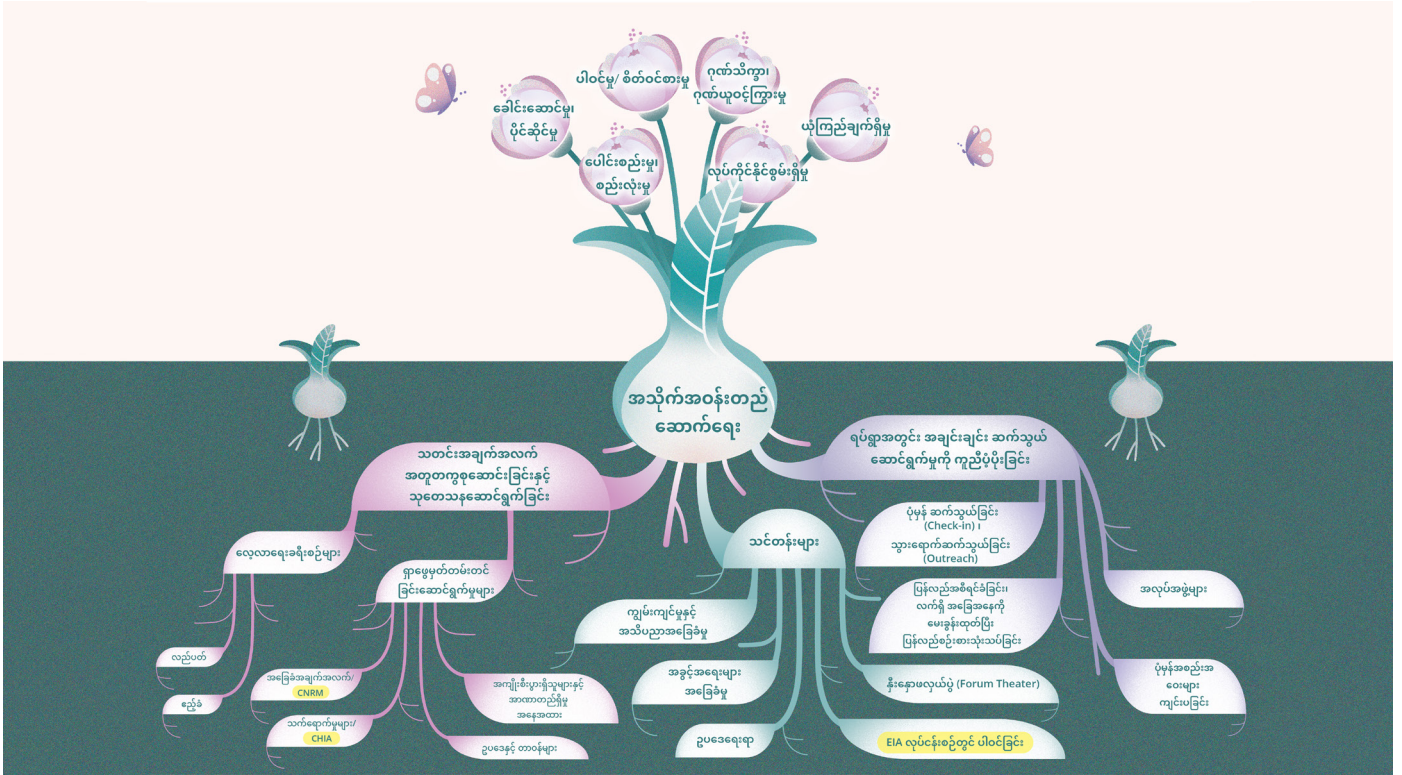 ပါဝင်မှု/ စိတ်ဝင်စားမှု
ဂုဏ်သိက္ခာ၊
ဂုဏ်ယူဝင့်ကြွားမှု
ခေါင်းဆောင်မှု၊
ပိုင်ဆိုင်မှု
ယုံကြည်ချက်ရှိမှု
ပေါင်းစည်းမှု၊
စည်းလုံးမှု
လုပ်ကိုင်နိုင်စွမ်းရှိမှု
အသိုက်အဝန်းတည်
ဆောက်ရေး
သတင်းအချက်အလက်
အတူတကွစုဆောင်းခြင်းနှင့်
သုတေသနဆောင်ရွက်ခြင်း
လေ့လာရေးခရီးစဉ်များ
လည်ပတ်
ဧည့်ခံ
ရှာဖွေမှတ်တမ်းတင်
ခြင်းဆောင်ရွက်မှုများ
အခြေခံအချက်အလက်/
CNRM
သက်ရောက်မှုများ/
CHIA
အကျိုးစီးပွားရှိသူများနှင့်
အာဏာတည်ရှိမှု
အနေအထား
ဥပဒေနှင့် တာဝန်များ
သင်တန်းများ
ကျွမ်းကျင်မှုနှင့်
အသိပညာအခြေခံမှု
အခွင့်အရေးများ
အခြေခံမှု
ဥပဒေရေးရာ
နှီးနှောဖလှယ်ပွဲ (Forum Theater)
EIA လုပ်ငန်းစဉ်တွင် ပါဝင်ခြင်း
ရပ်ရွာအတွင်း အချင်းချင်း ဆက်သွယ်
ဆောင်ရွက်မှုကို ကူညီပံ့ပိုးခြင်း
ပုံမှန် ဆက်သွယ်ခြင်း
(Check-in) ၊
သွားရောက်ဆက်သွယ်ခြင်း
(Outreach)
ပြန်လည်အစီရင်ခံခြင်း၊
လက်ရှိ အခြေအနေကို
မေးခွန်းထုတ်ပြီး
ပြန်လည်စဉ်းစားသုံးသပ်ခြင်း
အလုပ်အဖွဲ့များ
ပုံမှန်အစည်းအ
ဝေးများ
ကျင်းပခြင်း